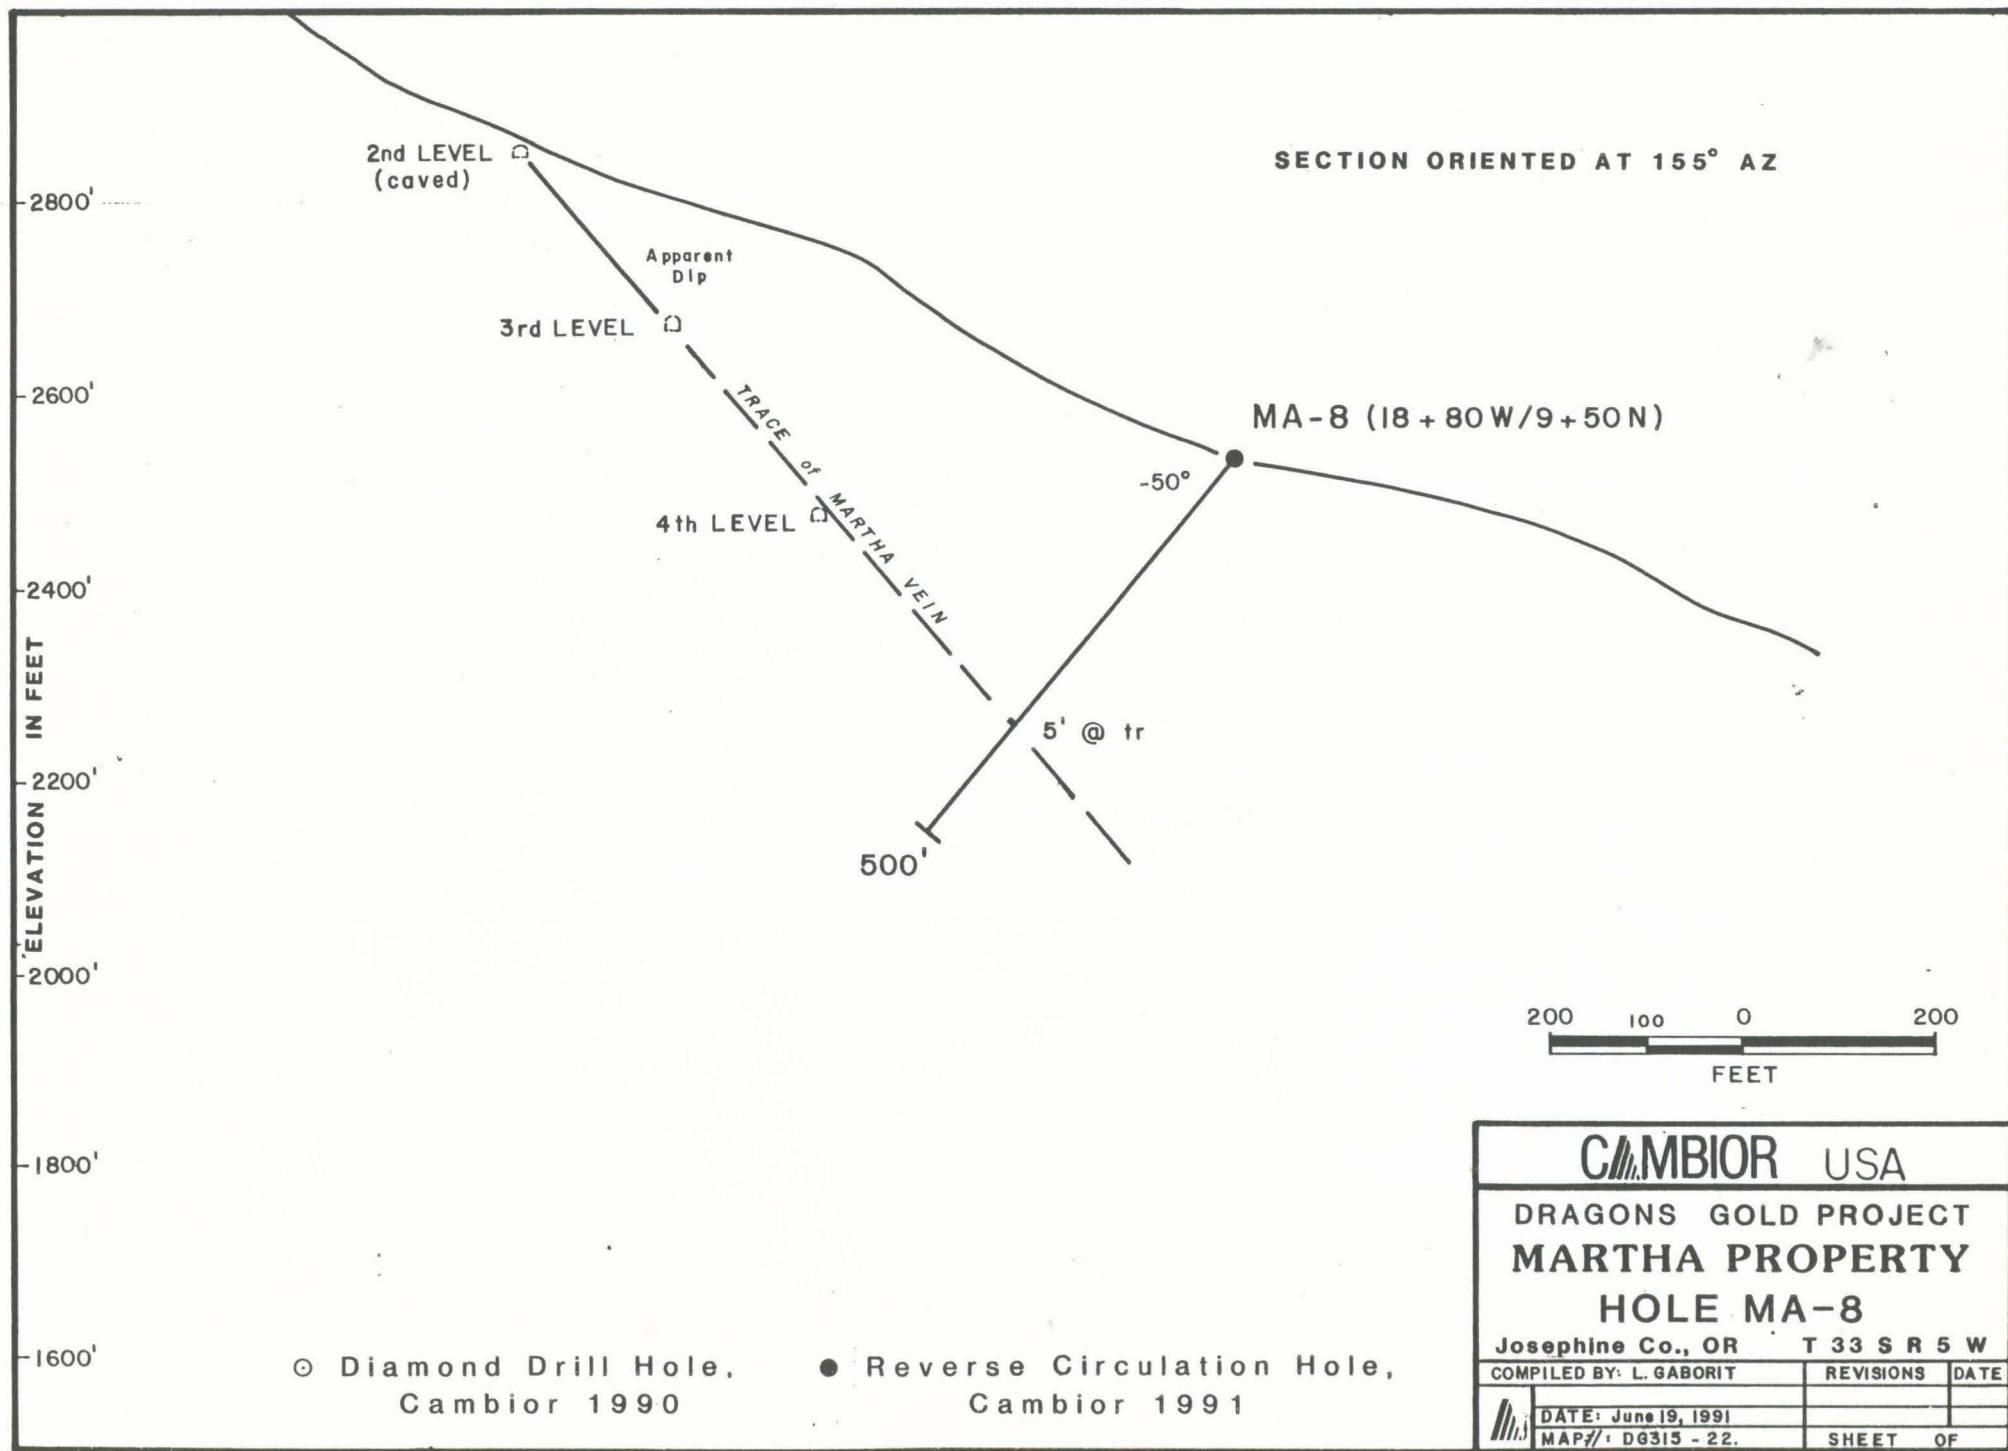 SECTION ORIENTED AT 155° AZ
2nd LEVEL
(caved)
2800'
Apparent
Dip
3rd LEVEL
2600'
TRACE of MARTHA VEIN
MA-8 (18+80W/9+50N)
-50°
4th LEVEL
2400'
ELEVATION IN FEET
5' @ tr
2200'
500'
2000'
200 100 0 200
FEET
1800'
1600'
Diamond Drill Hole,
Cambior 1990
Reverse Circulation Hole,
Cambior 1991
CAMBIOR USA
DRAGONS GOLD PROJECT
MARTHA PROPERTY
HOLE MA-8
Josephine Co., OR T 33 S R 5 W
COMPILED BY: L. GABORIT
REVISIONS DATE
DATE: June 19, 1991
MAP#: DG315-22.
SHEET OF